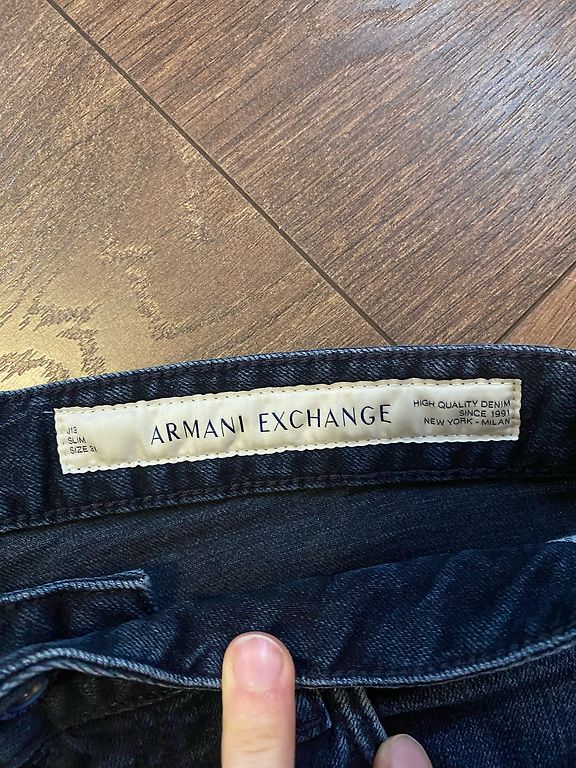 J13
SLIM
SIZE 31
ARMANI EXCHANGE
HIGH QUALITY DENIM
SINCE 1991
NEW YORK - MILAN